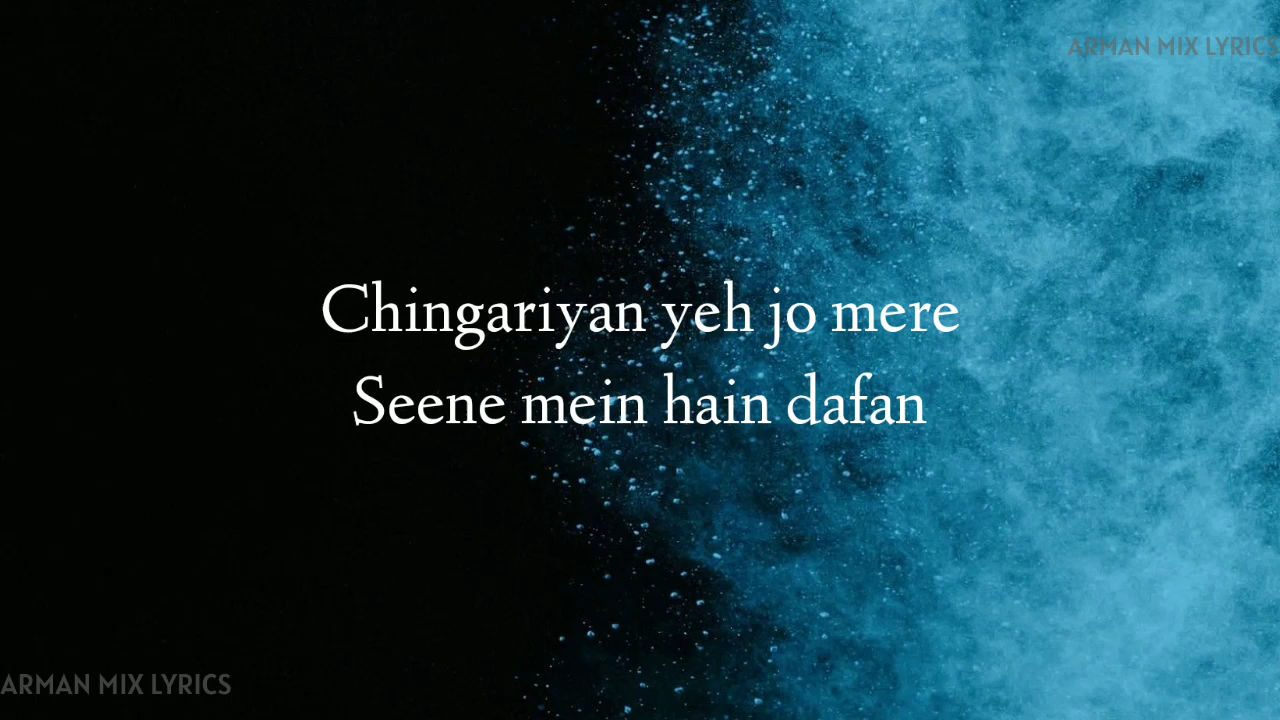 ARMAN MIX LYRICS
Chingariyan yeh jo mere
Seene mein hain dafan
ARMAN MIX LYRICS